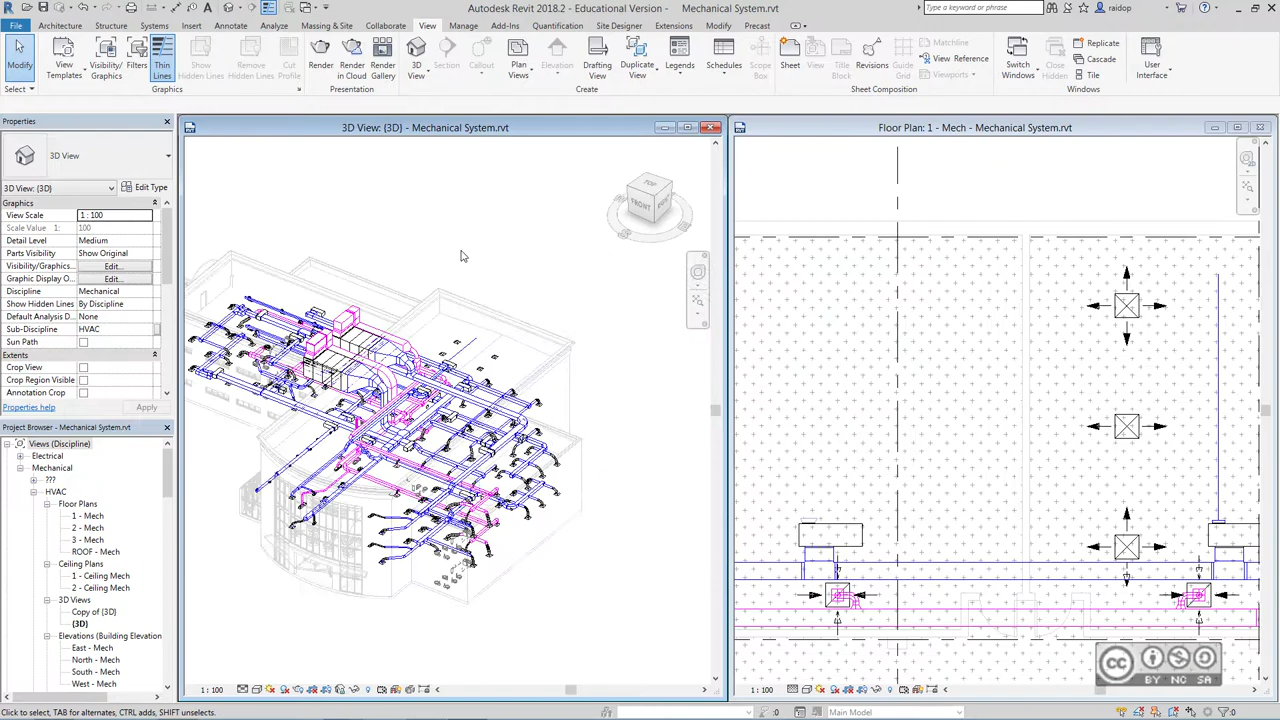 Autodesk Revit 2018.2 - Educational Version - Mechanical System.rvt
Type a keyword or phrase
raidop
File Architecture Structure Systems Insert Annotate Analyze Massing & Site Collaborate View Manage Add-Ins Quantification Site Designer Extensions Modify Precast
Modify
View Templates
Visibility/ Graphics
Filters
Thin Lines
Show Hidden Lines
Remove Hidden Lines
Cut Profile
Render
Render in Cloud
Render Gallery
3D View
Section
Callout
Plan Views
Elevation
Drafting View
Duplicate View
Legends
Schedules
Scope Box
Sheet
View
Title Block
Revisions
Guide Grid
Matchline
View Reference
Viewports
Switch Windows
Close Hidden
Replicate
Cascade
Tile
User Interface
Select Graphics Presentation Create Sheet Composition Windows
Properties
3D View
3D View: {3D} Edit Type
Graphics
View Scale 1 : 100
Scale Value 1: 100
Detail Level Medium
Parts Visibility Show Original
Visibility/Graphics... Edit...
Graphic Display O... Edit...
Discipline Mechanical
Show Hidden Lines By Discipline
Default Analysis D... None
Sub-Discipline HVAC
Sun Path
Extents
Crop View
Crop Region Visible
Annotation Crop
Properties help Apply
Project Browser - Mechanical System.rvt
Views (Discipline)
Electrical
Mechanical
???
HVAC
Floor Plans
1 - Mech
2 - Mech
3 - Mech
ROOF - Mech
Ceiling Plans
1 - Ceiling Mech
2 - Ceiling Mech
3D Views
Copy of {3D}
{3D}
Elevations (Building Elevation
East - Mech
North - Mech
South - Mech
West - Mech
3D View: {3D} - Mechanical System.rvt
TOP
FRONT
1 : 100
Floor Plan: 1 - Mech - Mechanical System.rvt
1 : 100
cc
BY NC SA
Click to select, TAB for alternates, CTRL adds, SHIFT unselects.
:0
Main Model
:0